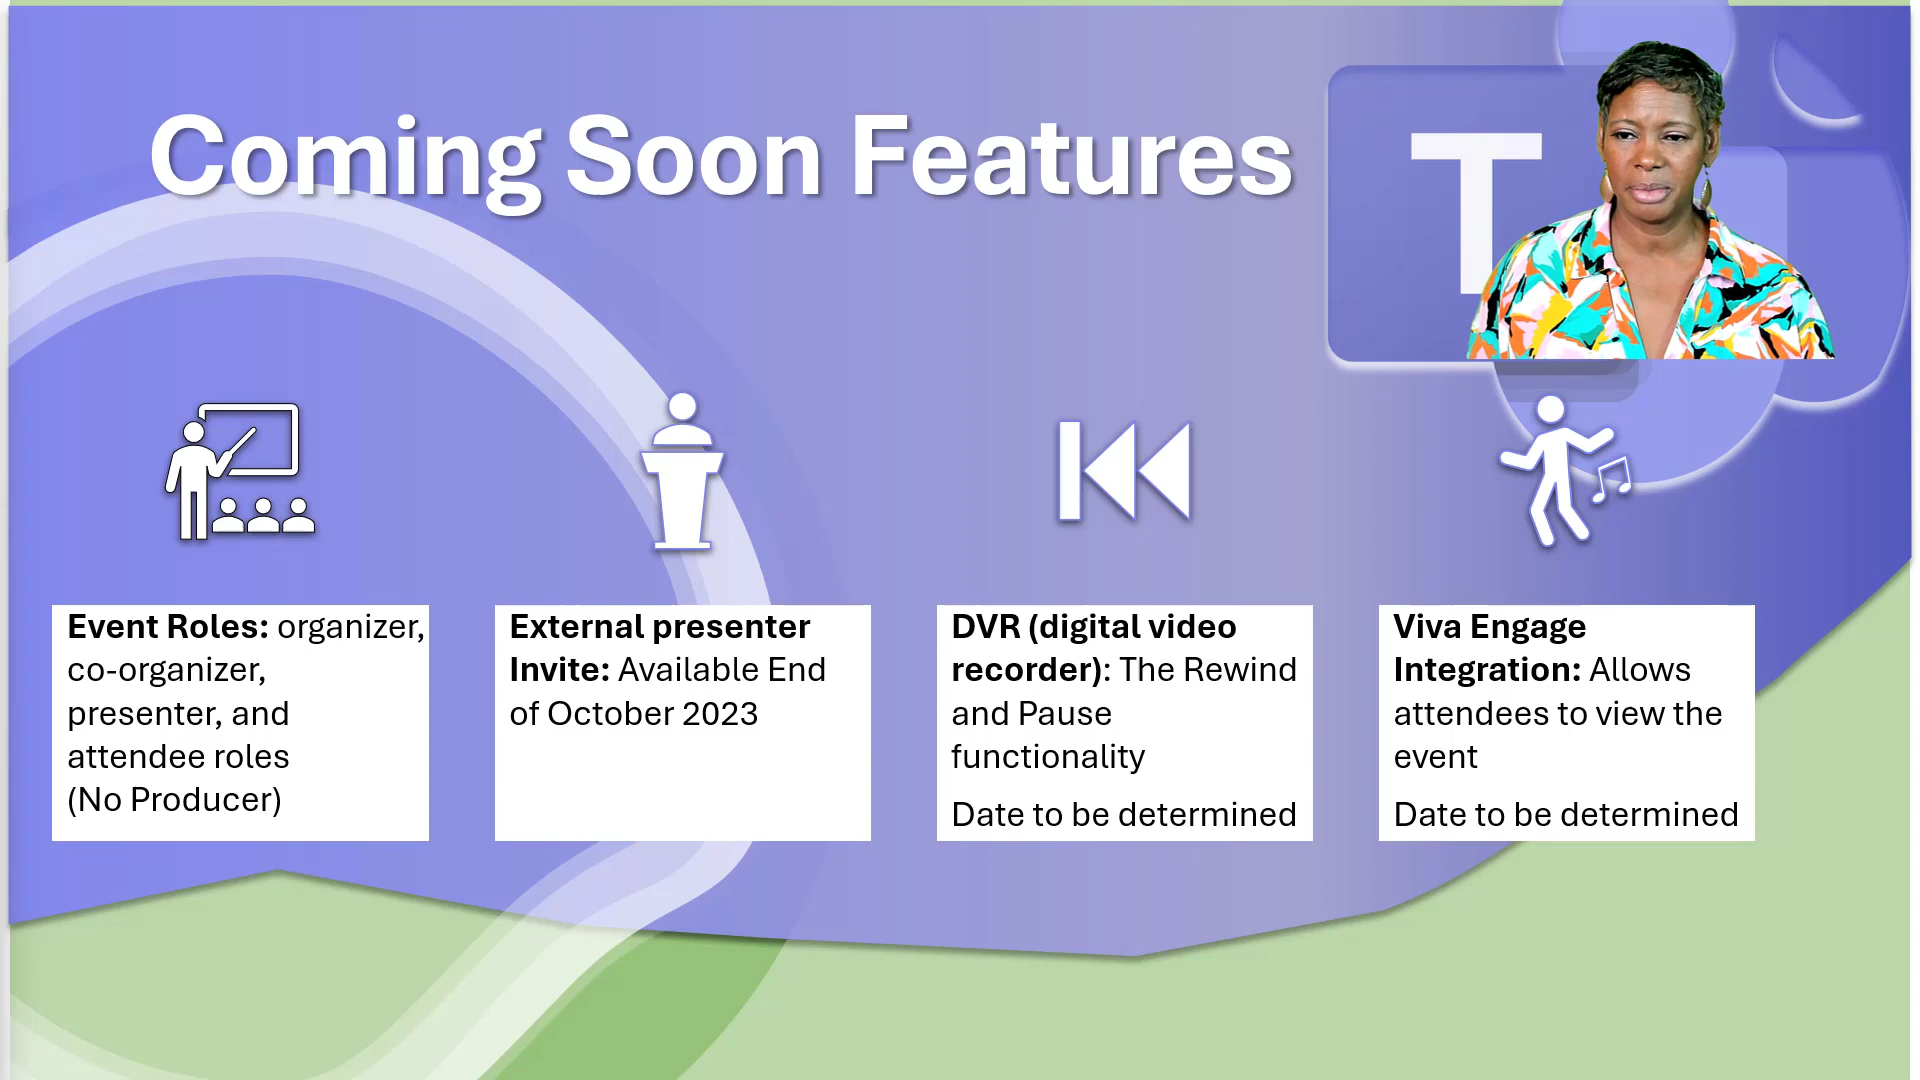 Coming Soon Features
T
Event Roles: organizer,
co-organizer,
presenter, and
attendee roles
(No Producer)
External presenter
Invite: Available End
of October 2023
DVR (digital video
recorder): The Rewind
and Pause
functionality
Date to be determined
Viva Engage
Integration: Allows
attendees to view the
event
Date to be determined